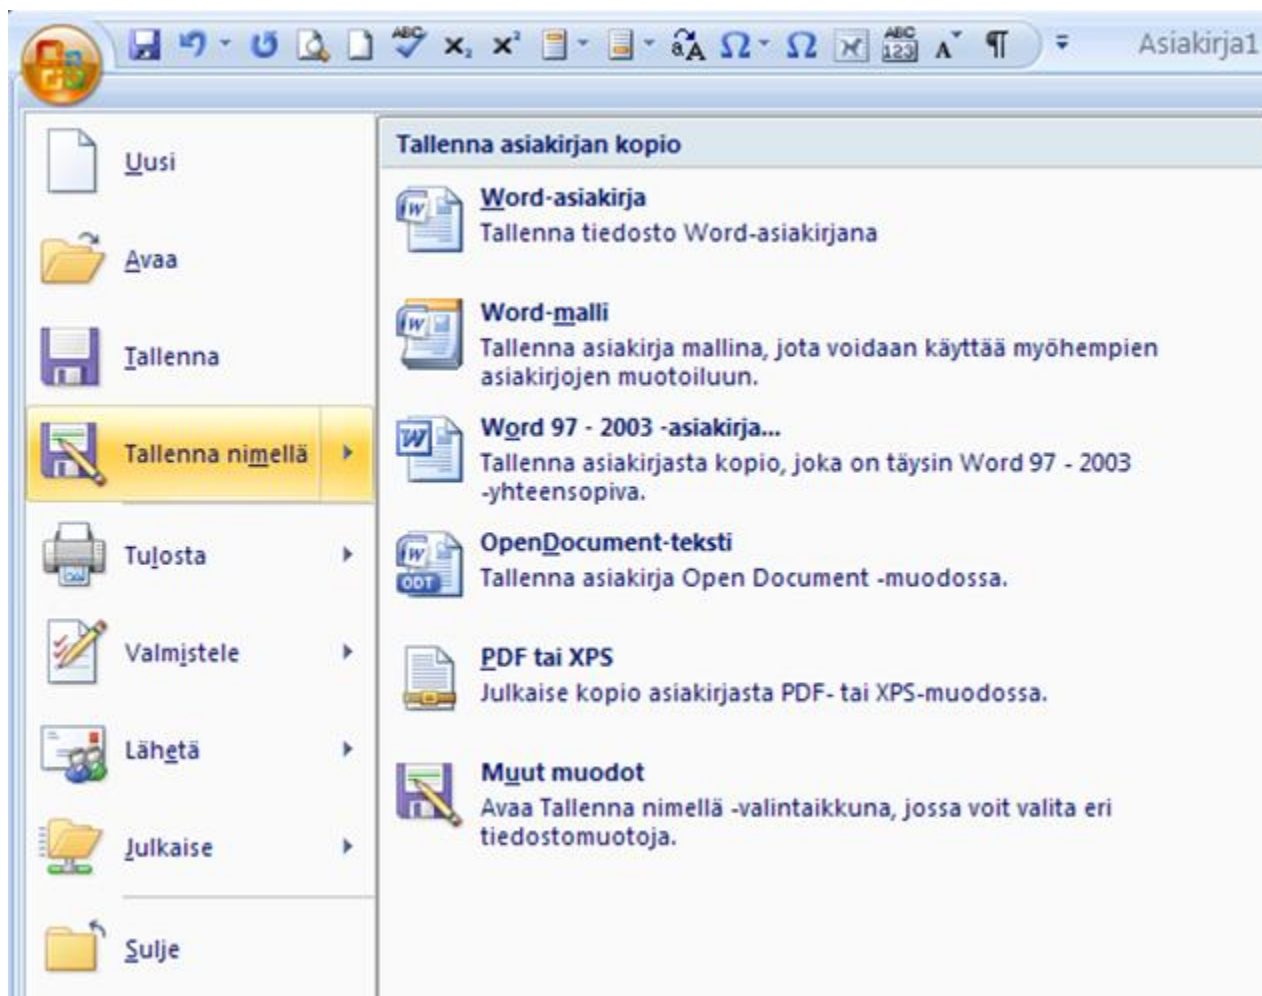 Asiakirja1
Uusi
Avaa
Tallenna
Tallenna nimellä
Tulosta
Valmistele
Lähetä
Julkaise
Sulje
Tallenna asiakirjan kopio
Word-asiakirja
Tallenna tiedosto Word-asiakirjana
Word-malli
Tallenna asiakirja mallina, jota voidaan käyttää myöhempien
asiakirjojen muotoiluun.
Word 97 - 2003 -asiakirja...
Tallenna asiakirjasta kopio, joka on täysin Word 97 - 2003
-yhteensopiva.
OpenDocument-teksti
Tallenna asiakirja Open Document -muodossa.
ODT
PDF tai XPS
Julkaise kopio asiakirjasta PDF- tai XPS-muodossa.
Muut muodot
Avaa Tallenna nimellä -valintaikkuna, jossa voit valita eri
tiedostomuotoja.